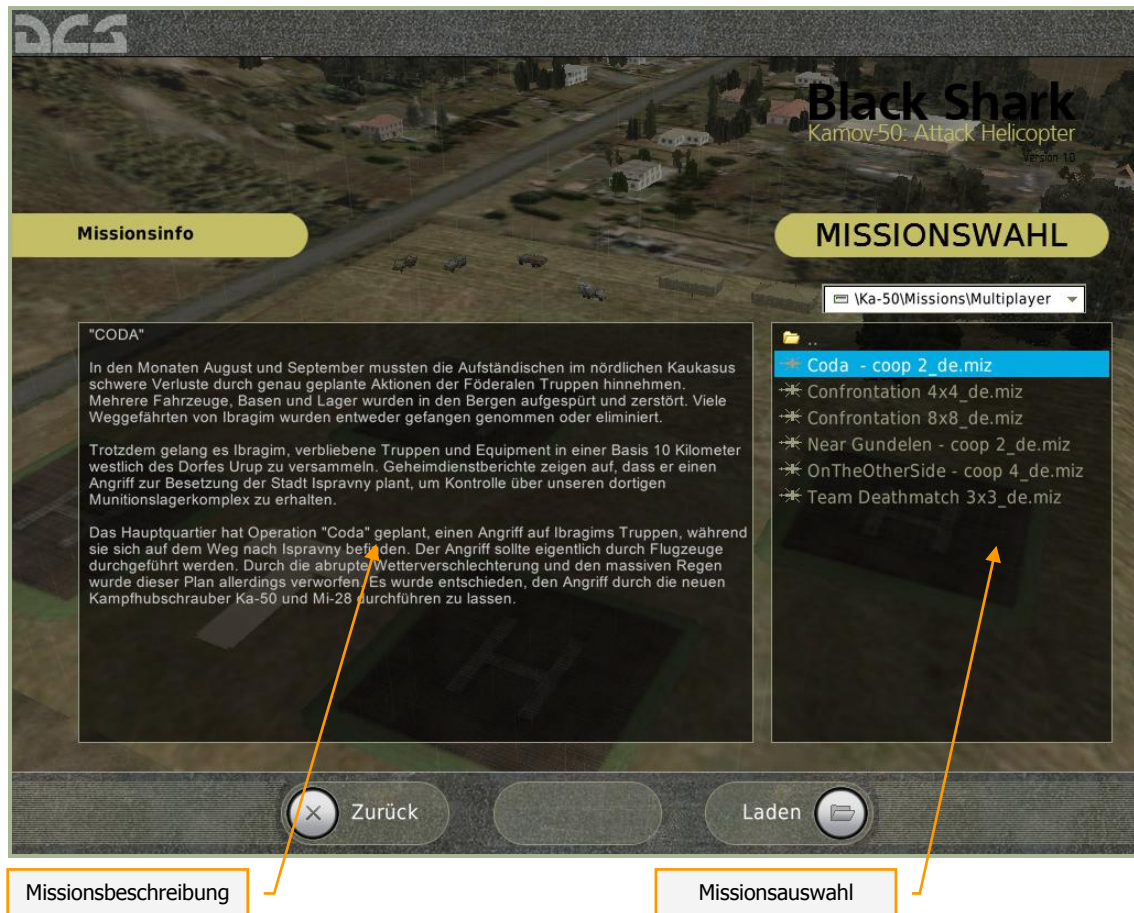 DCS
Black Shark
Kamov-50: Attack Helicopter
Version 1.0
Missionsinfo
MISSIONSWAHL
\Ka-50\Missions\Multiplayer
"CODA"
In den Monaten August und September mussten die Aufständischen im nördlichen Kaukasus
schwere Verluste durch genau geplante Aktionen der Föderalen Truppen hinnehmen.
Mehrere Fahrzeuge, Basen und Lager wurden in den Bergen aufgespürt und zerstört. Viele
Weggefährten von Ibragim wurden entweder gefangen genommen oder eliminiert.
Trotzdem gelang es Ibragim, verbliebene Truppen und Equipment in einer Basis 10 Kilometer
westlich des Dorfes Urup zu versammeln. Geheimdienstberichte zeigen auf, dass er einen
Angriff zur Besetzung der Stadt Ispravny plant, um Kontrolle über unseren dortigen
Munitionslagerkomplex zu erhalten.
Das Hauptquartier hat Operation "Coda" geplant, einen Angriff auf Ibragims Truppen, während
sie sich auf dem Weg nach Ispravny befinden. Der Angriff sollte eigentlich durch Flugzeuge
durchgeführt werden. Durch die abrupte Wetterverschlechterung und den massiven Regen
wurde dieser Plan allerdings verworfen. Es wurde entschieden, den Angriff durch die neuen
Kampfhubschrauber Ka-50 und Mi-28 durchführen zu lassen.
..
Coda - coop 2_de.miz
Confrontation 4x4_de.miz
Confrontation 8x8_de.miz
Near Gundelen - coop 2_de.miz
OnTheOtherSide - coop 4_de.miz
Team Deathmatch 3x3_de.miz
Zurück
Laden
Missionsbeschreibung
Missionsauswahl